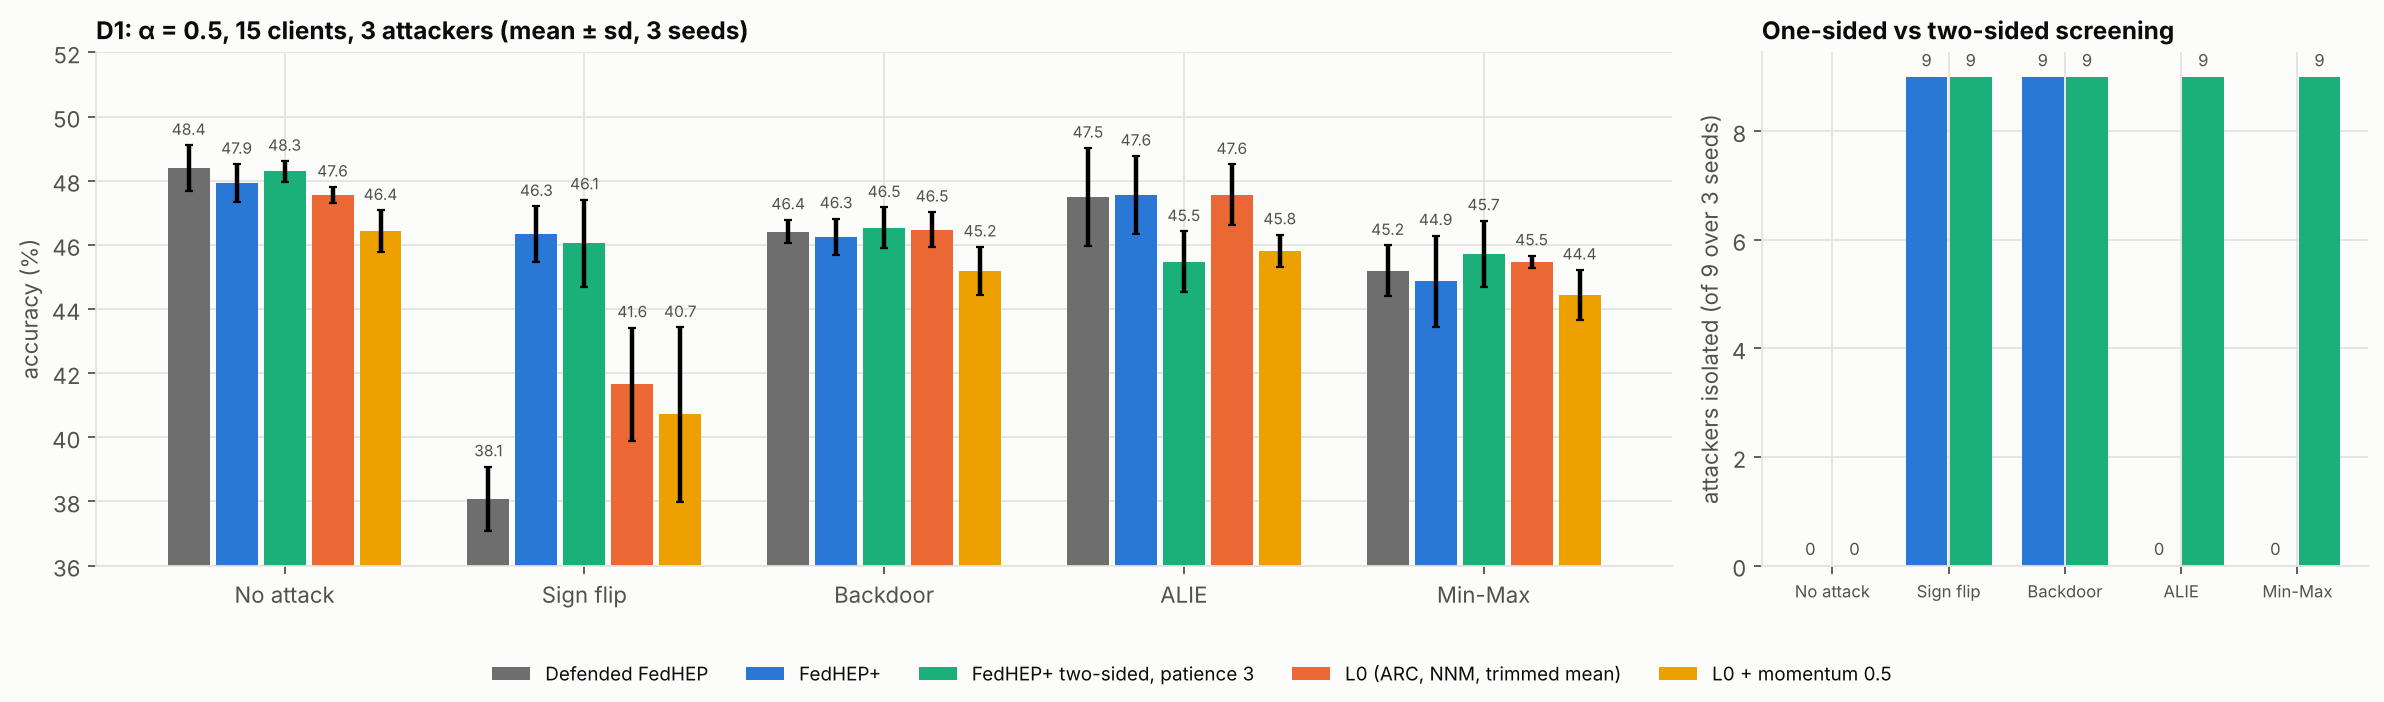 D1: α = 0.5, 15 clients, 3 attackers (mean ± sd, 3 seeds)
accuracy (%)
52
50
48
46
44
42
40
38
36
48.4
47.9
48.3
47.6
46.4
38.1
46.3
46.1
41.6
40.7
46.4
46.3
46.5
46.5
45.2
47.5
47.6
45.5
47.6
45.8
45.2
44.9
45.7
45.5
44.4
No attack
Sign flip
Backdoor
ALIE
Min-Max
One-sided vs two-sided screening
attackers isolated (of 9 over 3 seeds)
8
6
4
2
0
0
0
9
9
9
9
0
9
0
9
No attack
Sign flip
Backdoor
ALIE
Min-Max
Defended FedHEP
FedHEP+
FedHEP+ two-sided, patience 3
L0 (ARC, NNM, trimmed mean)
L0 + momentum 0.5